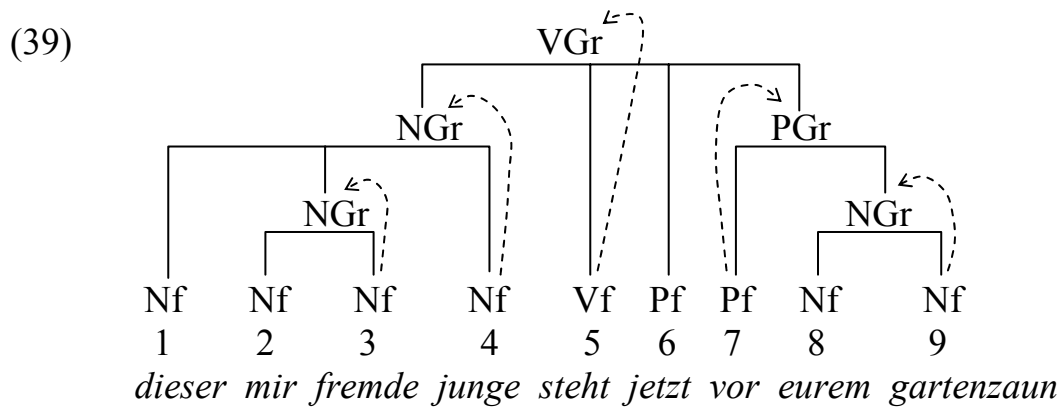 (39) VGr
NGr PGr
NGr NGr
Nf Nf Nf Nf Vf Pf Pf Nf Nf
1 2 3 4 5 6 7 8 9
dieser mir fremde junge steht jetzt vor eurem gartenzaun